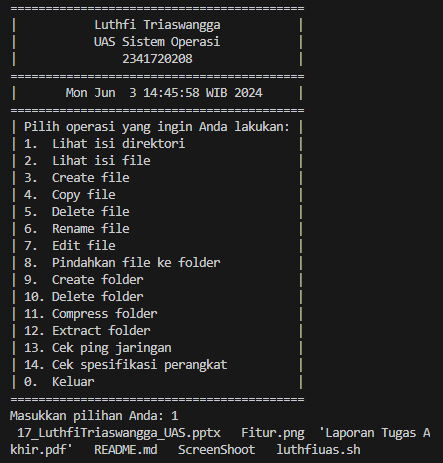 ==========================================
|               Luthfi Triaswangga           |
|               UAS Sistem Operasi           |
|                   2341720208               |
==========================================
|       Mon Jun  3 14:45:58 WIB 2024     |
==========================================
| Pilih operasi yang ingin Anda lakukan: |
| 1.  Lihat isi direktori                |
| 2.  Lihat isi file                     |
| 3.  Create file                        |
| 4.  Copy file                          |
| 5.  Delete file                        |
| 6.  Rename file                        |
| 7.  Edit file                          |
| 8.  Pindahkan file ke folder           |
| 9.  Create folder                      |
| 10. Delete folder                      |
| 11. Compress folder                    |
| 12. Extract folder                     |
| 13. Cek ping jaringan                  |
| 14. Cek spesifikasi perangkat          |
| 0.  Keluar                             |
==========================================
Masukkan pilihan Anda: 1
 17_LuthfiTriaswangga_UAS.pptx   Fitur.png  'Laporan Tugas A
khir.pdf'   README.md   ScreenShoot   luthfiuas.sh